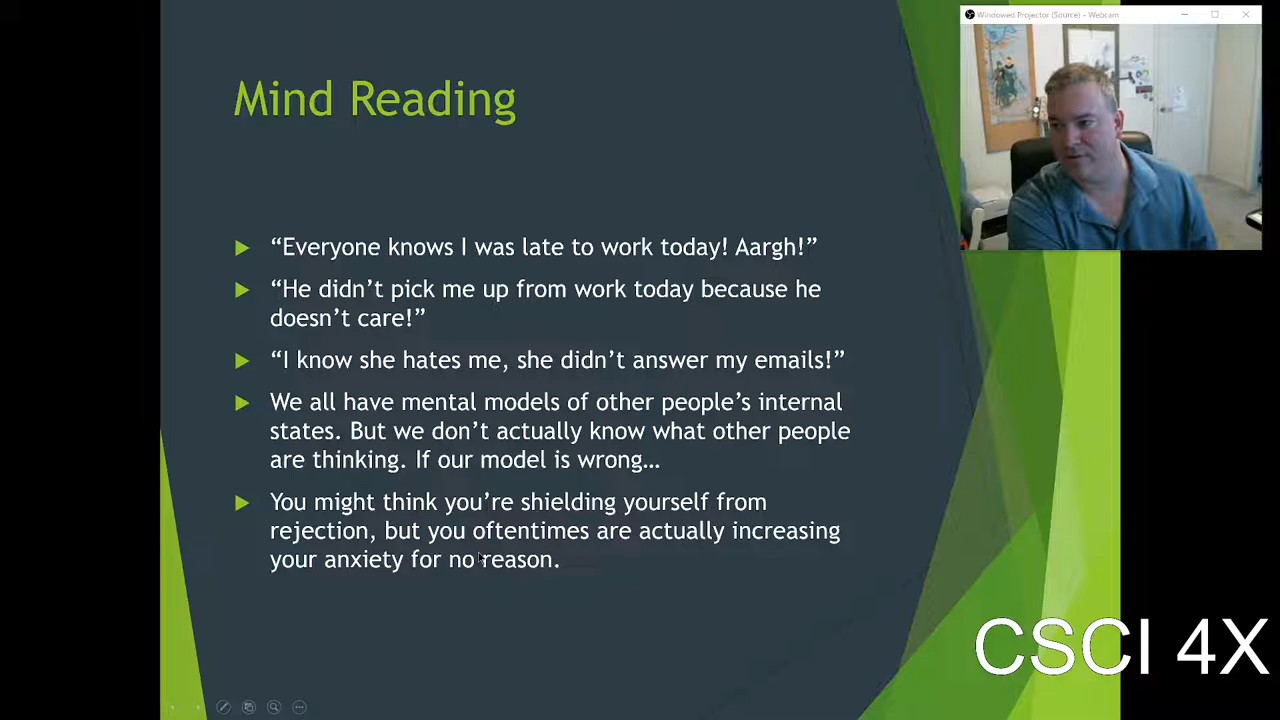 Windowed Projector (Source) - Webcam
Mind Reading
“Everyone knows I was late to work today! Aargh!”
“He didn’t pick me up from work today because he
doesn’t care!”
“I know she hates me, she didn’t answer my emails!”
We all have mental models of other people’s internal
states. But we don’t actually know what other people
are thinking. If our model is wrong…
You might think you’re shielding yourself from
rejection, but you oftentimes are actually increasing
your anxiety for no reason.
CSCI 4X